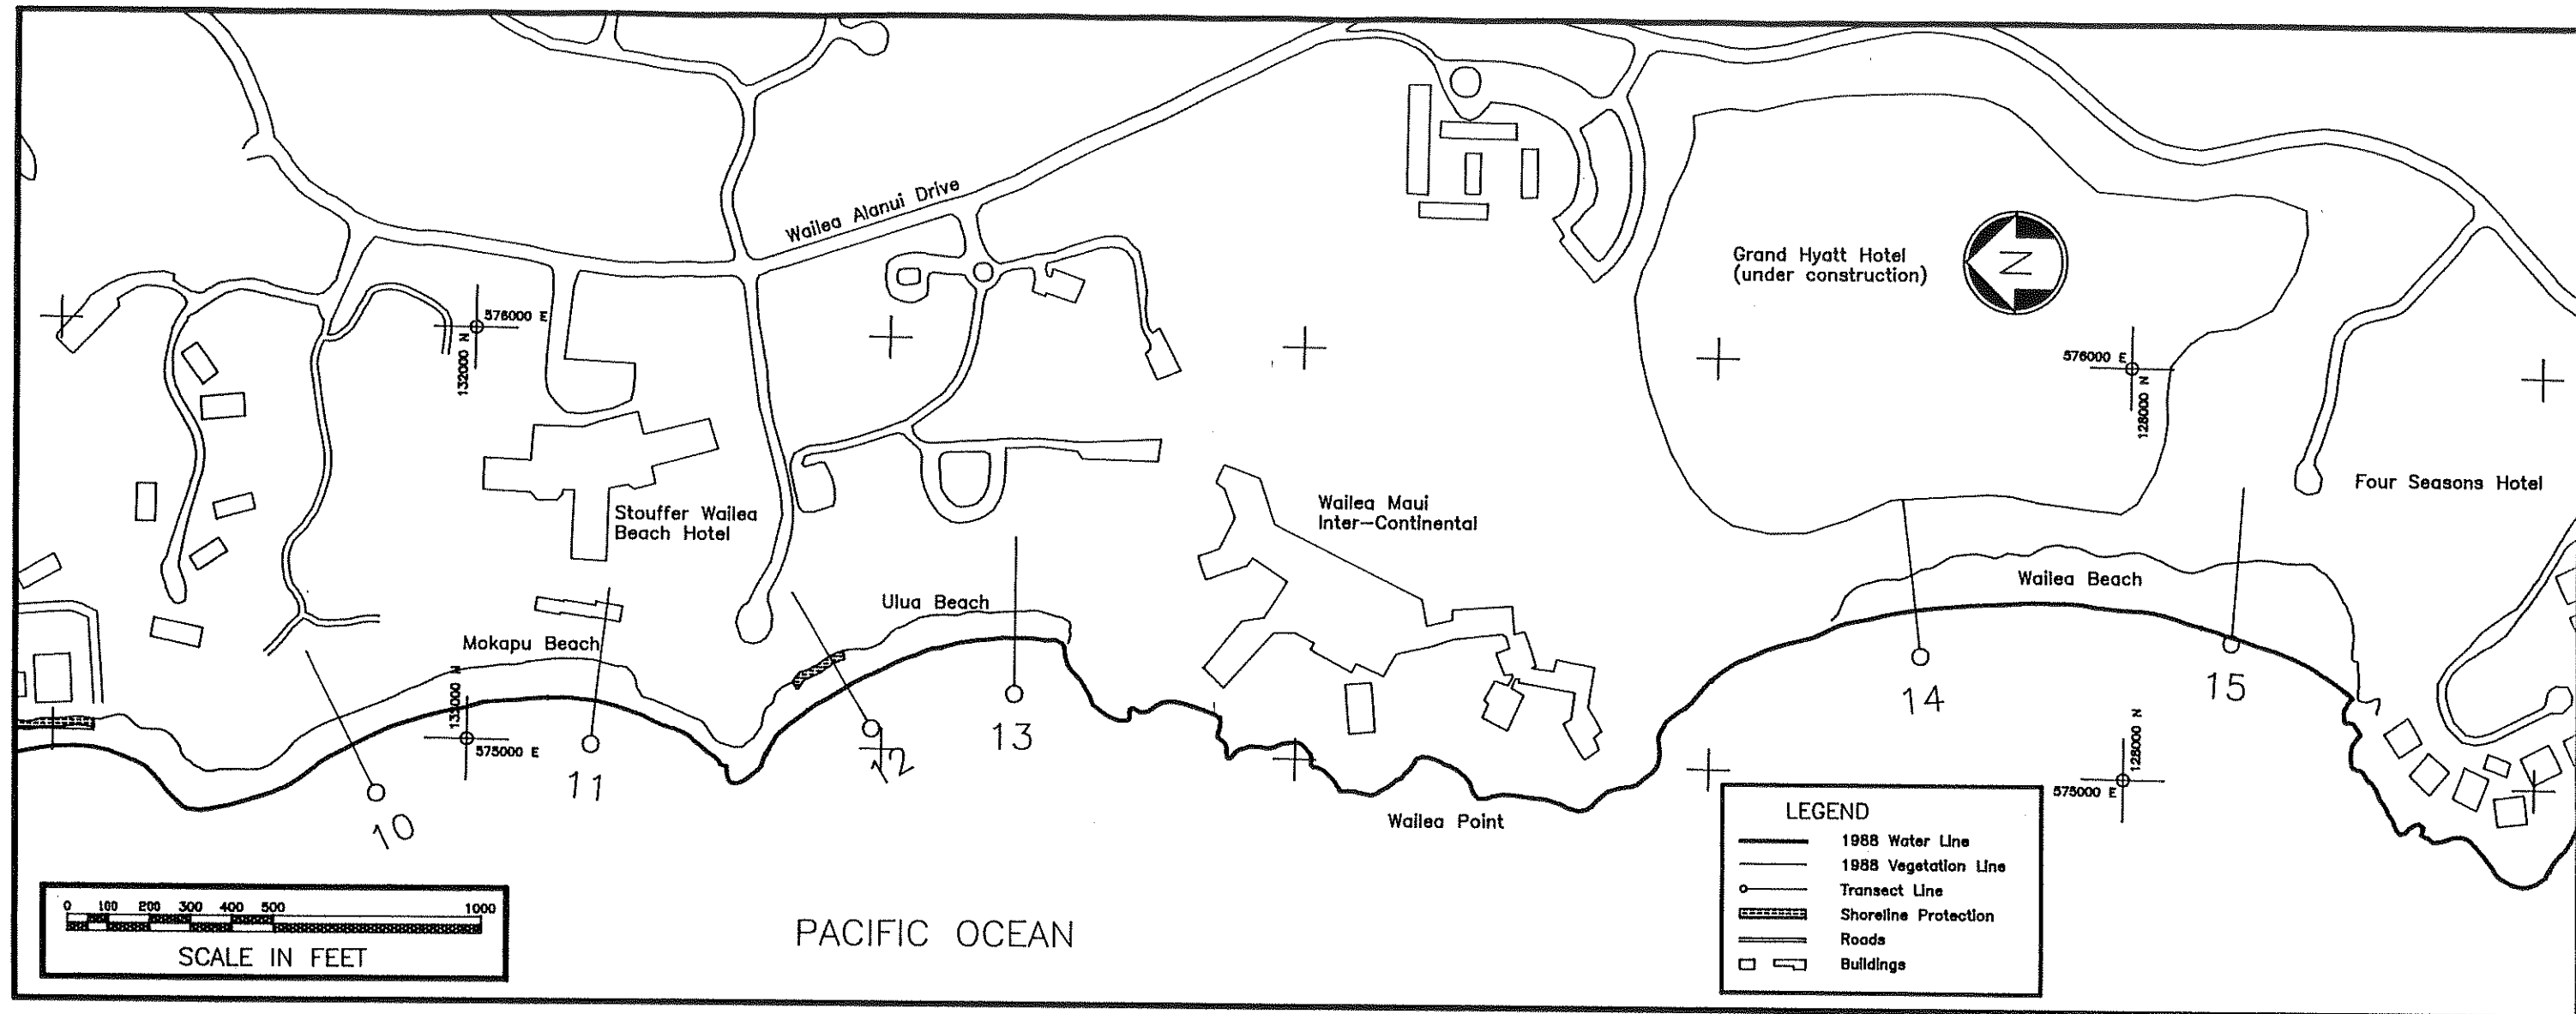 Wailea Alanui Drive
Grand Hyatt Hotel
(under construction)
N
576000 E
132000 N
576000 E
128000 N
Four Seasons Hotel
Stouffer Wailea
Beach Hotel
Wailea Maui
Inter-Continental
Wailea Beach
Ulua Beach
Mokapu Beach
575000 E
10
11
12
13
14
15
128000 N
575000 E
Wailea Point
LEGEND
1988 Water Line
1988 Vegetation Line
Transect Line
Shoreline Protection
Roads
Buildings
0 100 200 300 400 500 1000
SCALE IN FEET
PACIFIC OCEAN